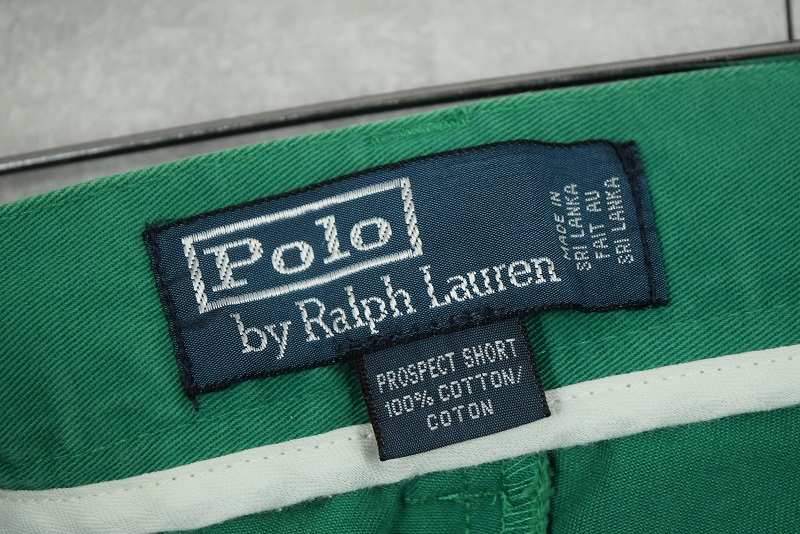 Polo
by Ralph Lauren
MADE IN
SRI LANKA
FAIT AU
SRI LANKA
PROSPECT SHORT
100% COTTON/
COTON